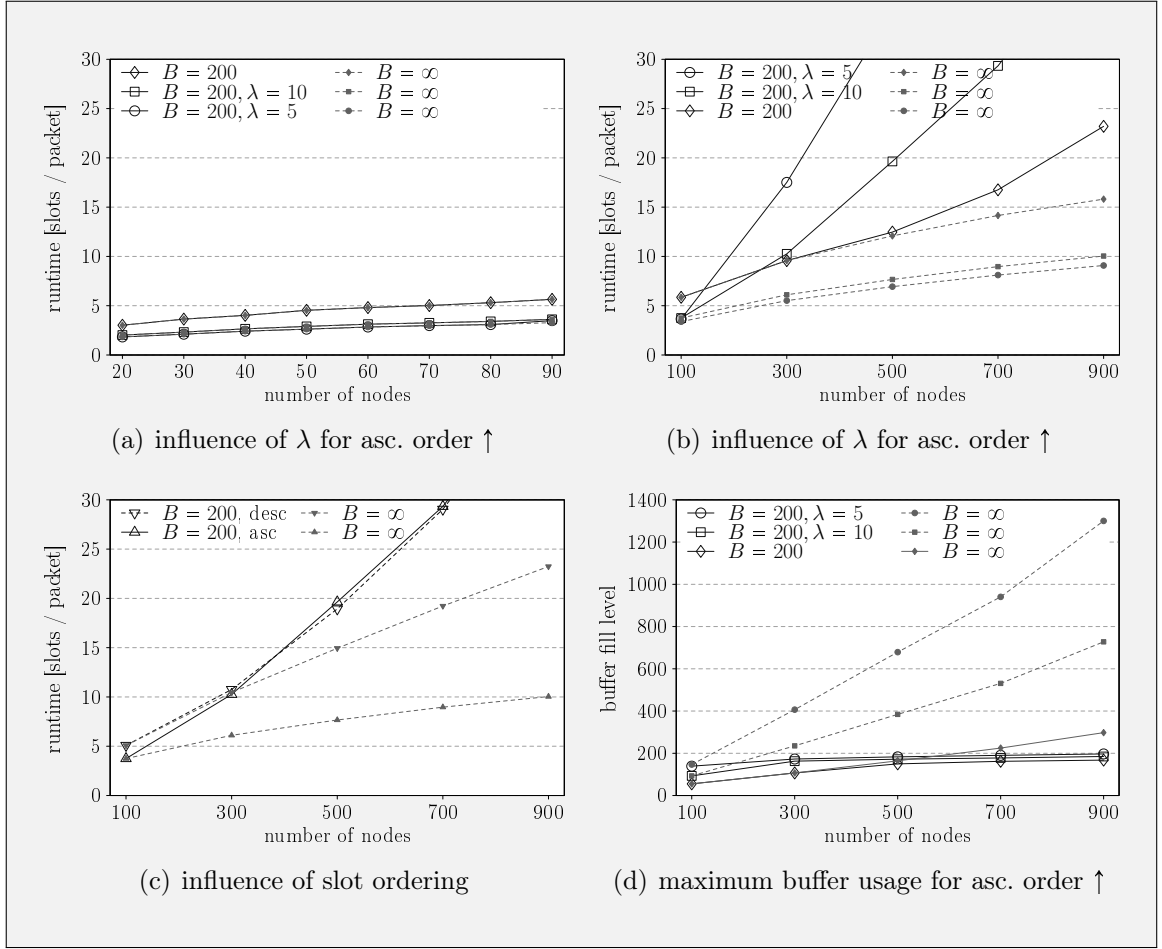 30
25
20
15
10
5
0
runtime [slots / packet]
B = 200
B = 200, λ = 10
B = 200, λ = 5
B = ∞
B = ∞
B = ∞
20 30 40 50 60 70 80 90
number of nodes
(a) influence of λ for asc. order ↑
30
25
20
15
10
5
0
runtime [slots / packet]
B = 200, λ = 5
B = 200, λ = 10
B = 200
B = ∞
B = ∞
B = ∞
100 300 500 700 900
number of nodes
(b) influence of λ for asc. order ↑
30
25
20
15
10
5
0
runtime [slots / packet]
B = 200, desc
B = 200, asc
B = ∞
B = ∞
100 300 500 700 900
number of nodes
(c) influence of slot ordering
1400
1200
1000
800
600
400
200
0
buffer fill level
B = 200, λ = 5
B = 200, λ = 10
B = 200
B = ∞
B = ∞
B = ∞
100 300 500 700 900
number of nodes
(d) maximum buffer usage for asc. order ↑